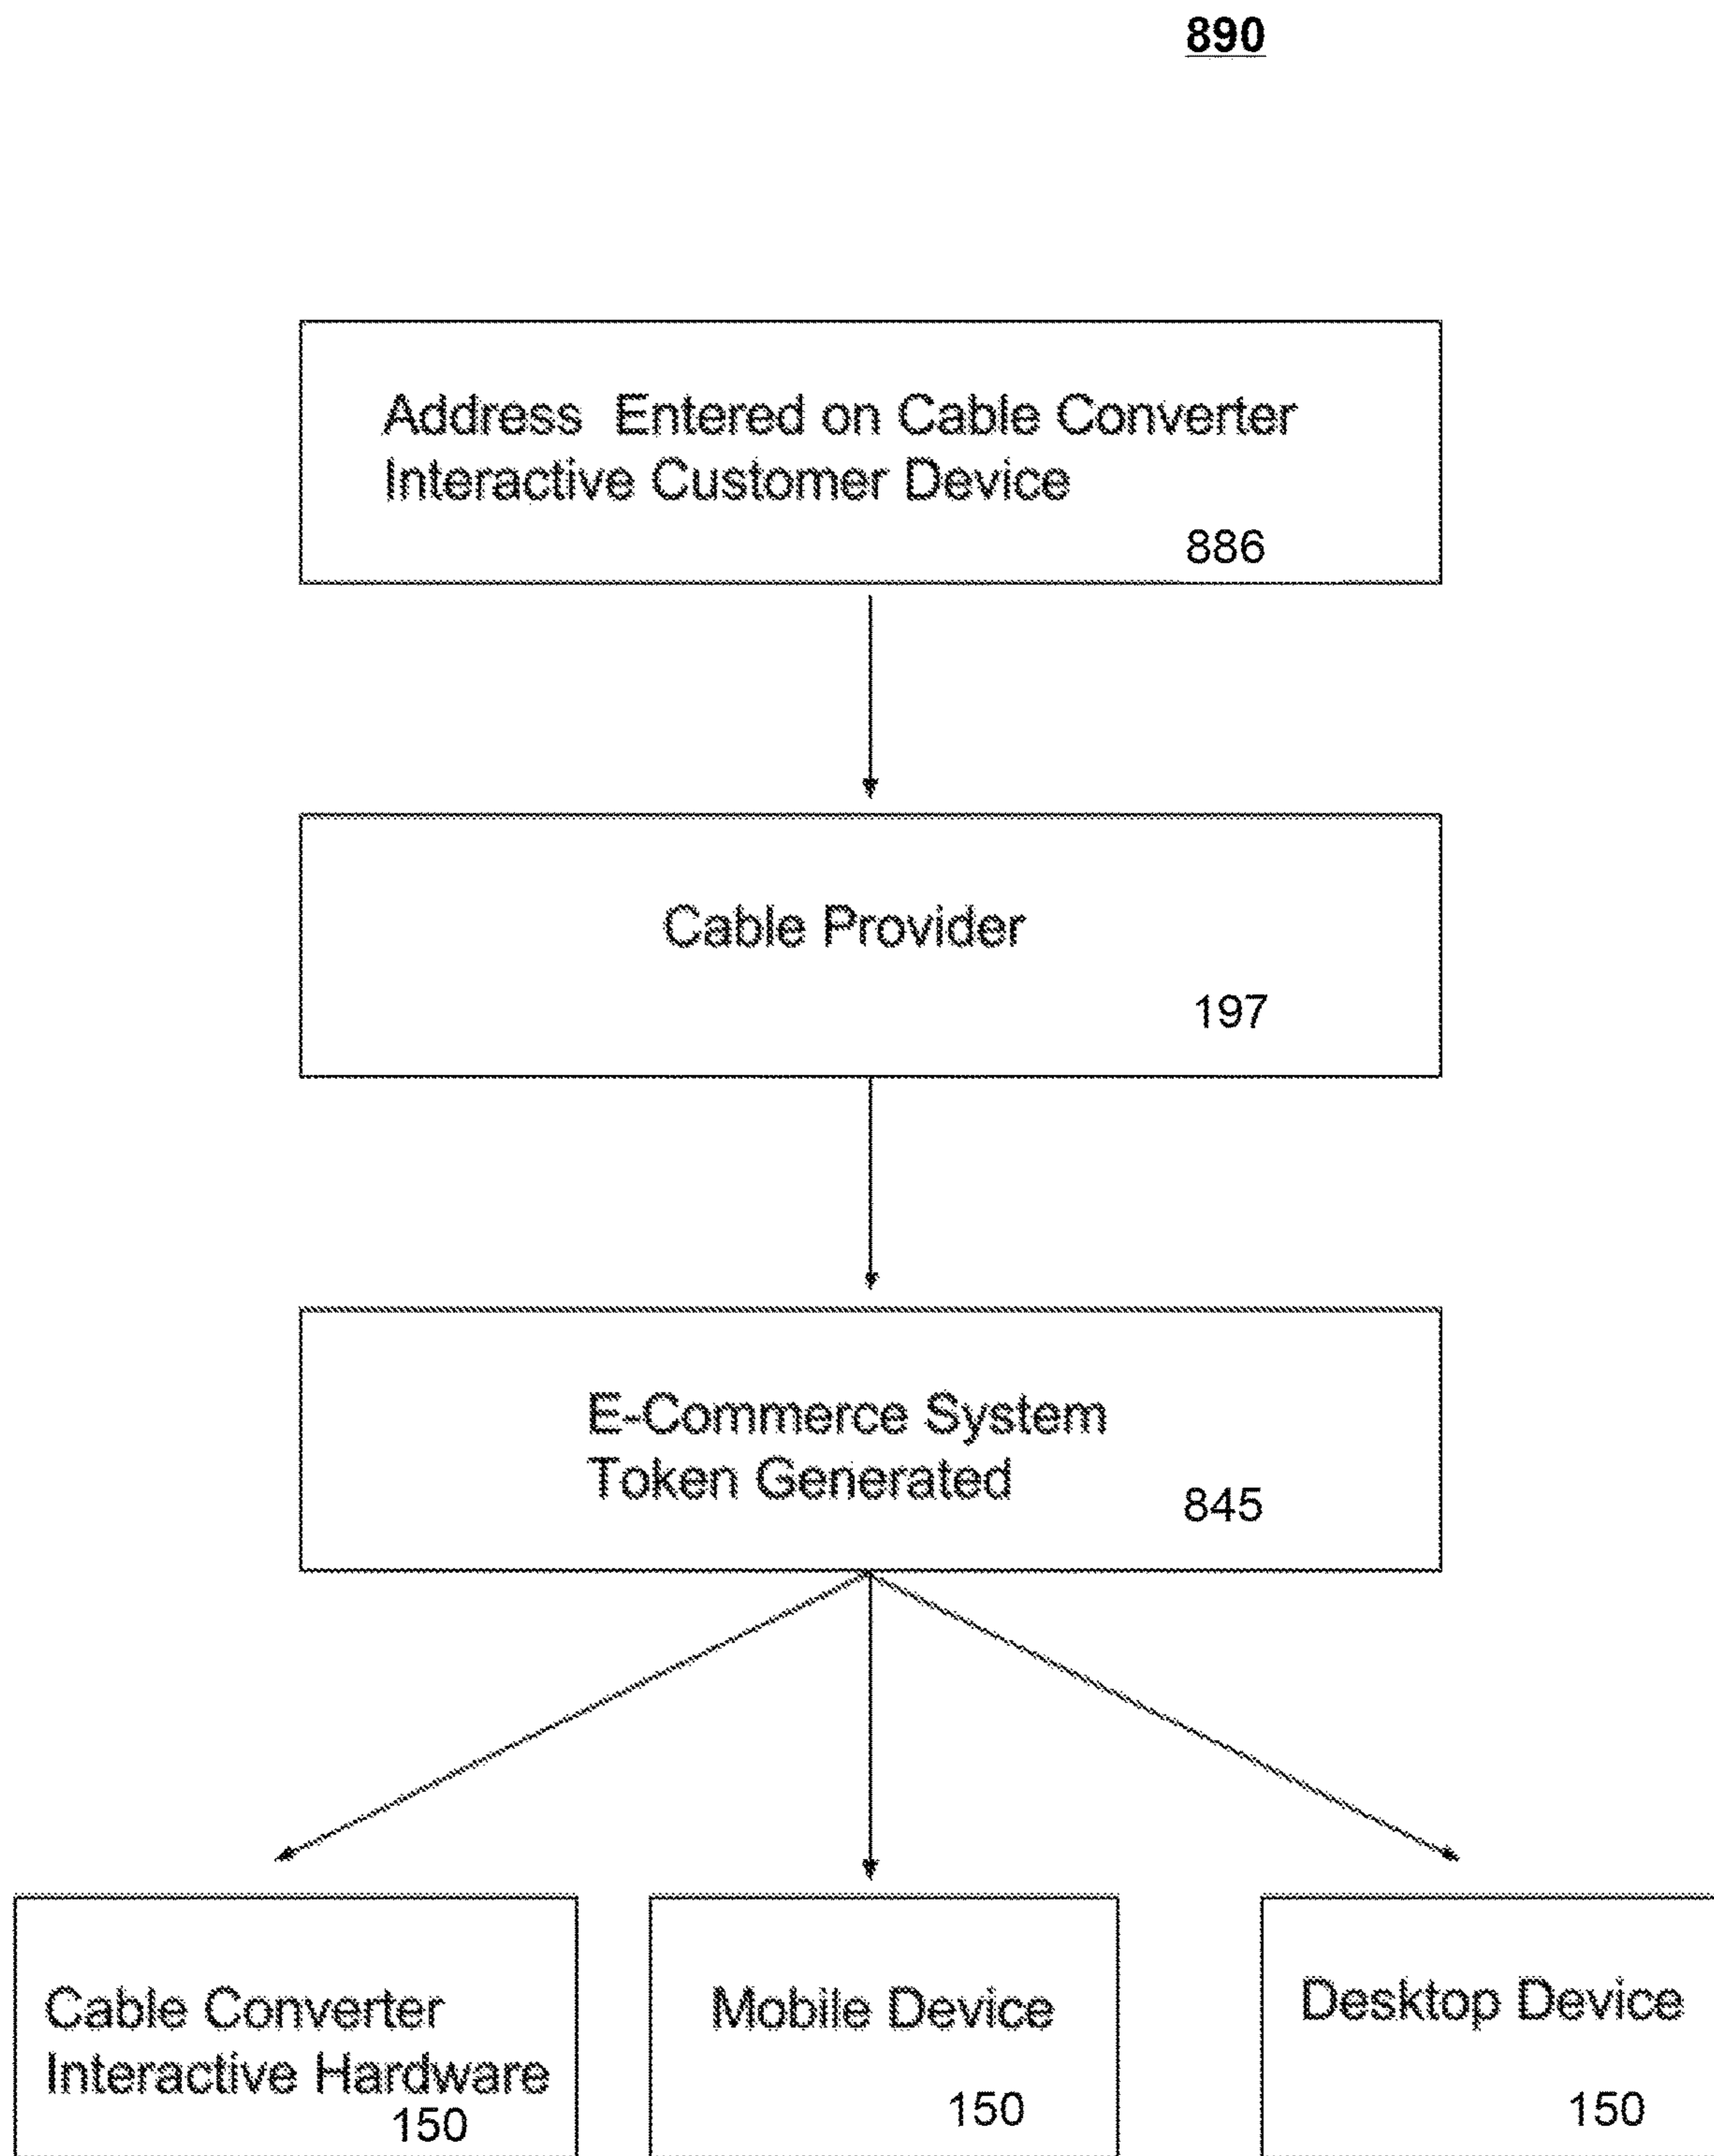 890
Address Entered on Cable Converter
Interactive Customer Device
886
Cable Provider
197
E-Commerce System
Token Generated
845
Cable Converter
Interactive Hardware
150
Mobile Device
150
Desktop Device
150